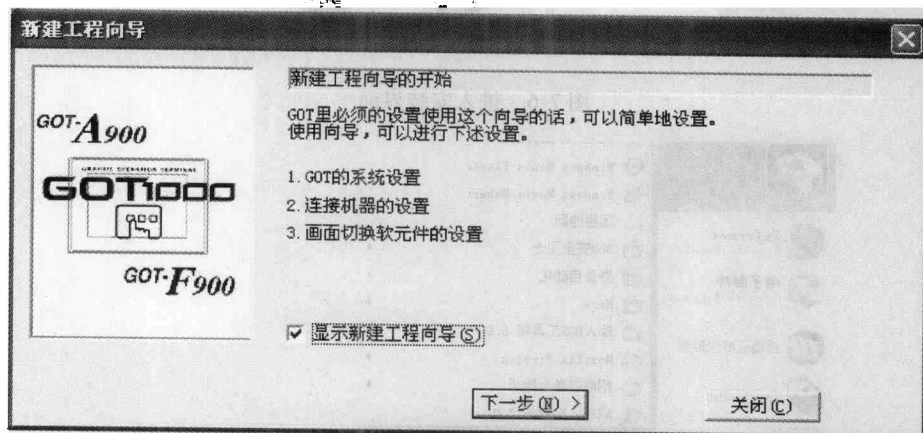 新建工程向导
GOT-A900
GRAPHIC OPERATION TERMINAL
GOT1000
GOT-F900
新建工程向导的开始
GOT里必须的设置使用这个向导的话，可以简单地设置。
使用向导，可以进行下述设置。
1.GOT的系统设置
2.连接机器的设置
3.画面切换软元件的设置
显示新建工程向导(S)
下一步(N) >
关闭(C)